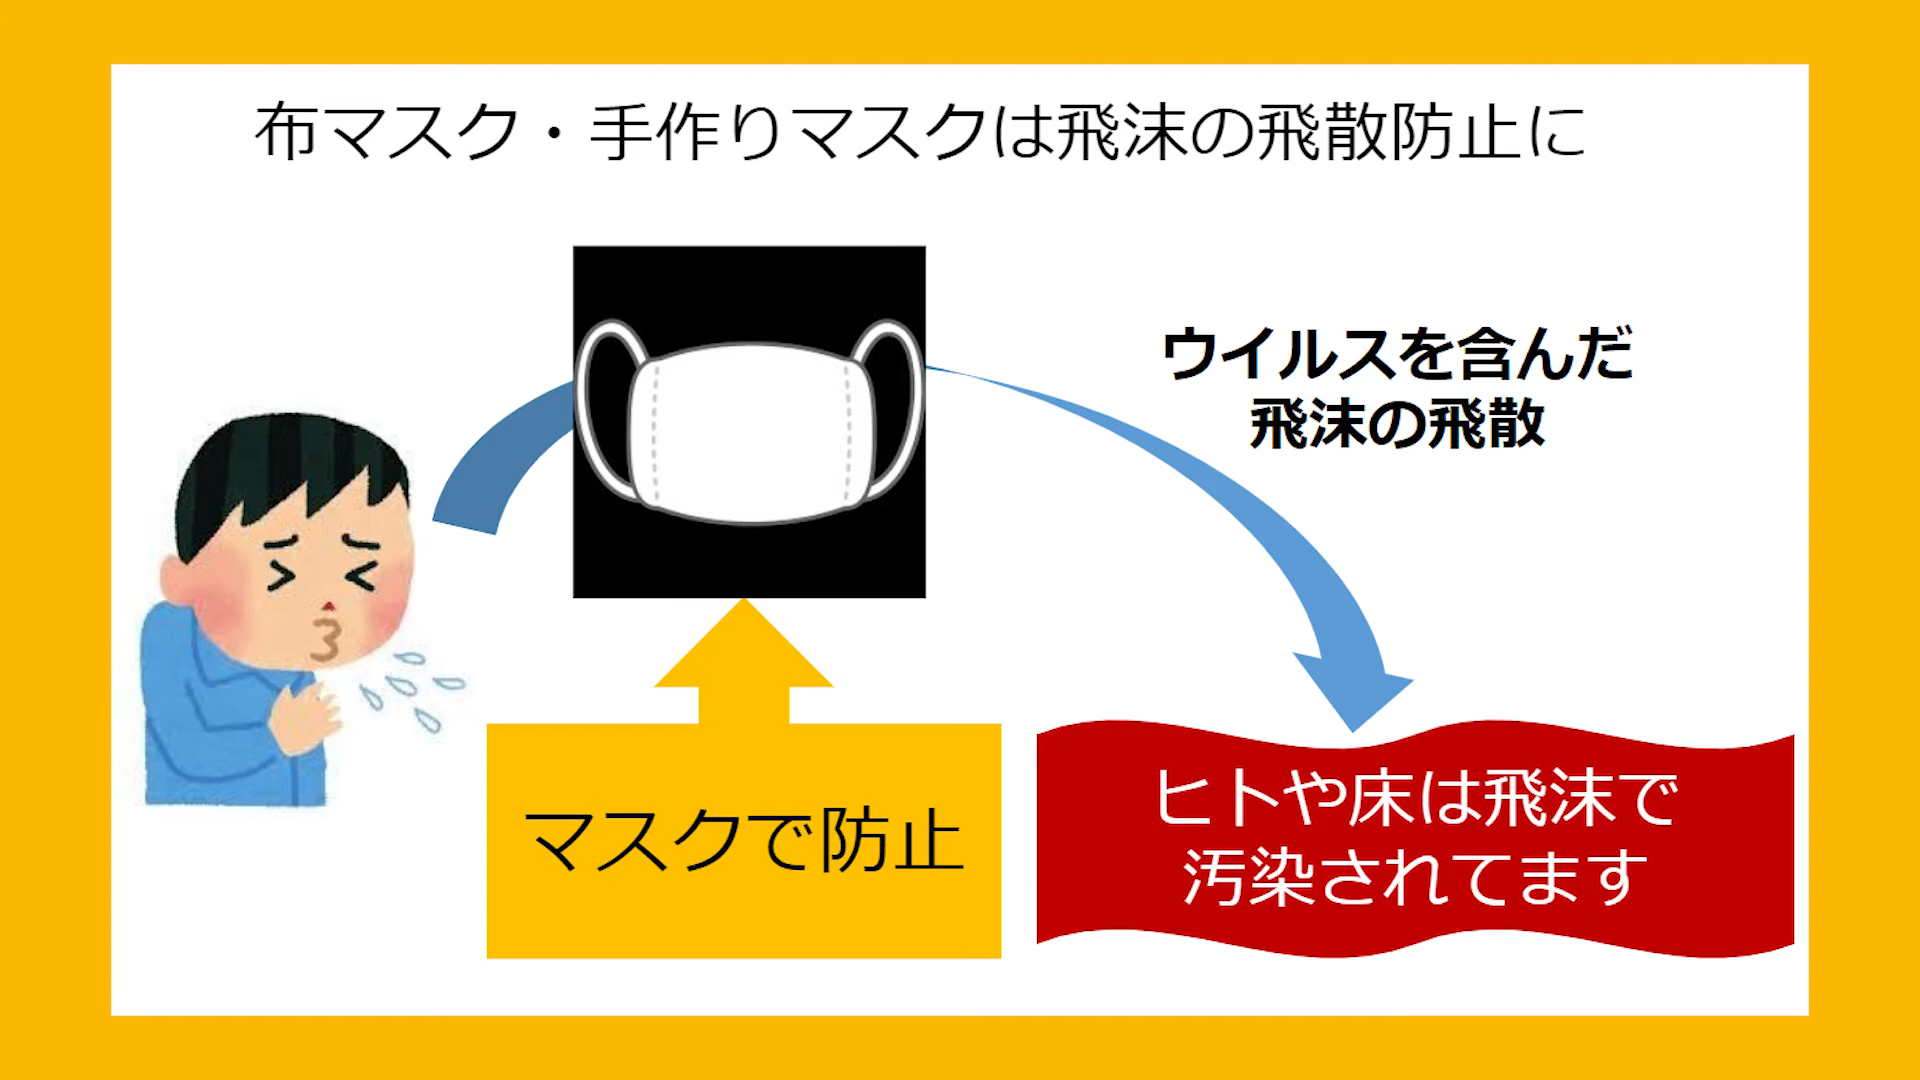 布マスク・手作りマスクは飛沫の飛散防止に
ウイルスを含んだ
飛沫の飛散
マスクで防止
ヒトや床は飛沫で
汚染されてます